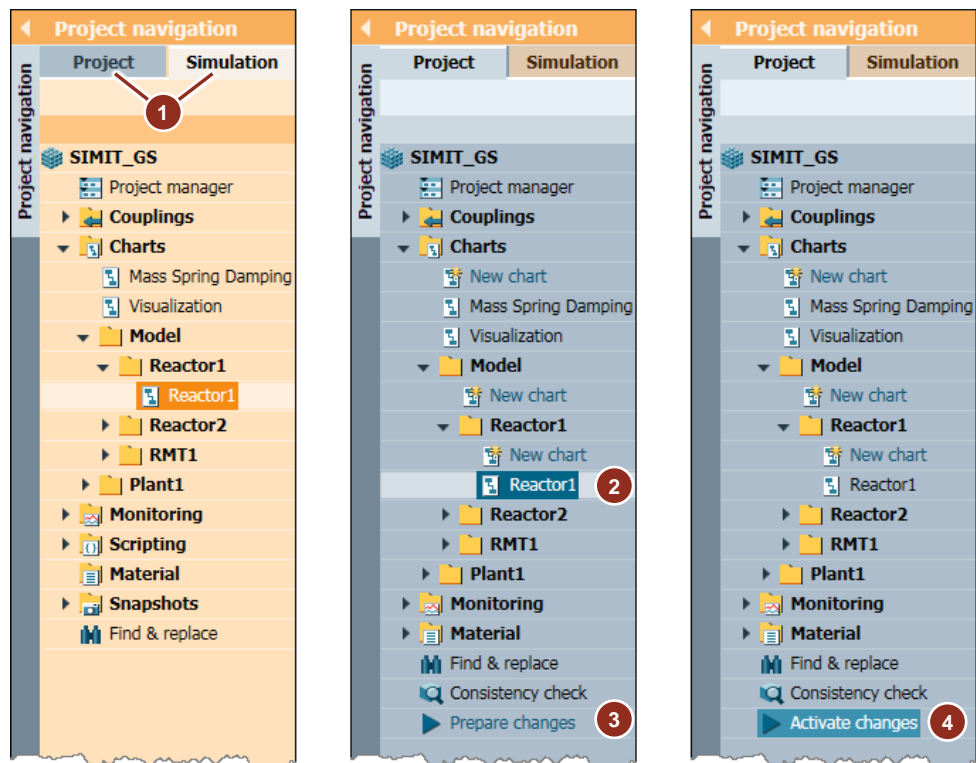 Project navigation
Project Simulation
1
Project navigation
SIMIT_GS
Project manager
Couplings
Charts
Mass Spring Damping
Visualization
Model
Reactor1
Reactor1
Reactor2
RMT1
Plant1
Monitoring
Scripting
Material
Snapshots
Find & replace
Project navigation
Project Simulation
Project navigation
SIMIT_GS
Project manager
Couplings
Charts
New chart
Mass Spring Damping
Visualization
Model
New chart
Reactor1
New chart
Reactor1 2
Reactor2
RMT1
Plant1
Monitoring
Material
Find & replace
Consistency check
Prepare changes 3
Project navigation
Project Simulation
Project navigation
SIMIT_GS
Project manager
Couplings
Charts
New chart
Mass Spring Damping
Visualization
Model
New chart
Reactor1
New chart
Reactor1
Reactor2
RMT1
Plant1
Monitoring
Material
Find & replace
Consistency check
Activate changes 4